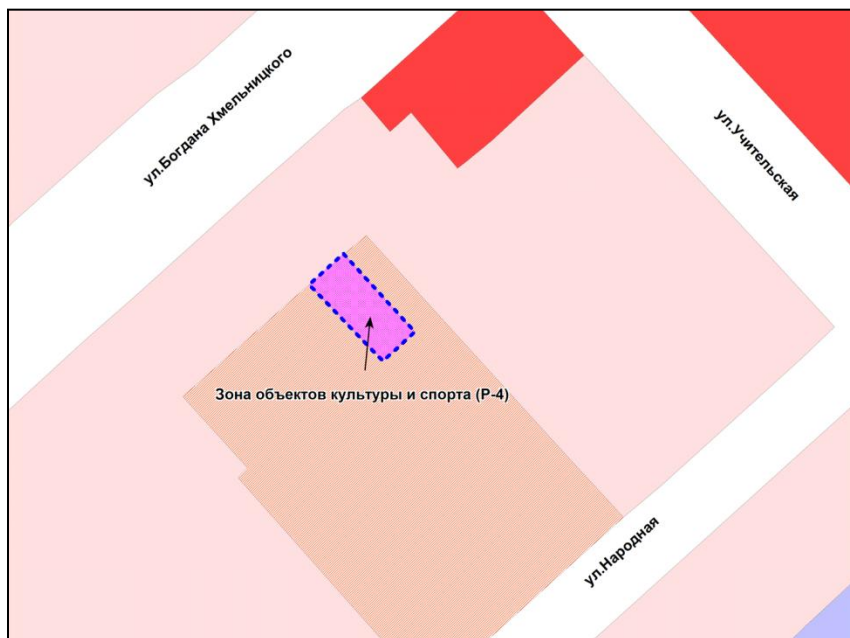 ул.Богдана Хмельницкого
ул.Учительская
Зона объектов культуры и спорта (Р-4)
ул.Народная